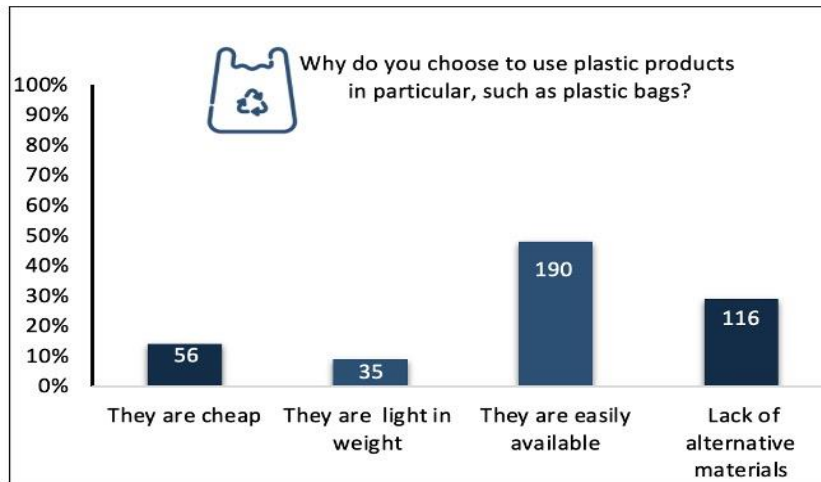 Why do you choose to use plastic products
in particular, such as plastic bags?
100%
90%
80%
70%
60%
50%
40%
30%
20%
10%
0%
56
35
190
116
They are cheap
They are light in
weight
They are easily
available
Lack of
alternative
materials